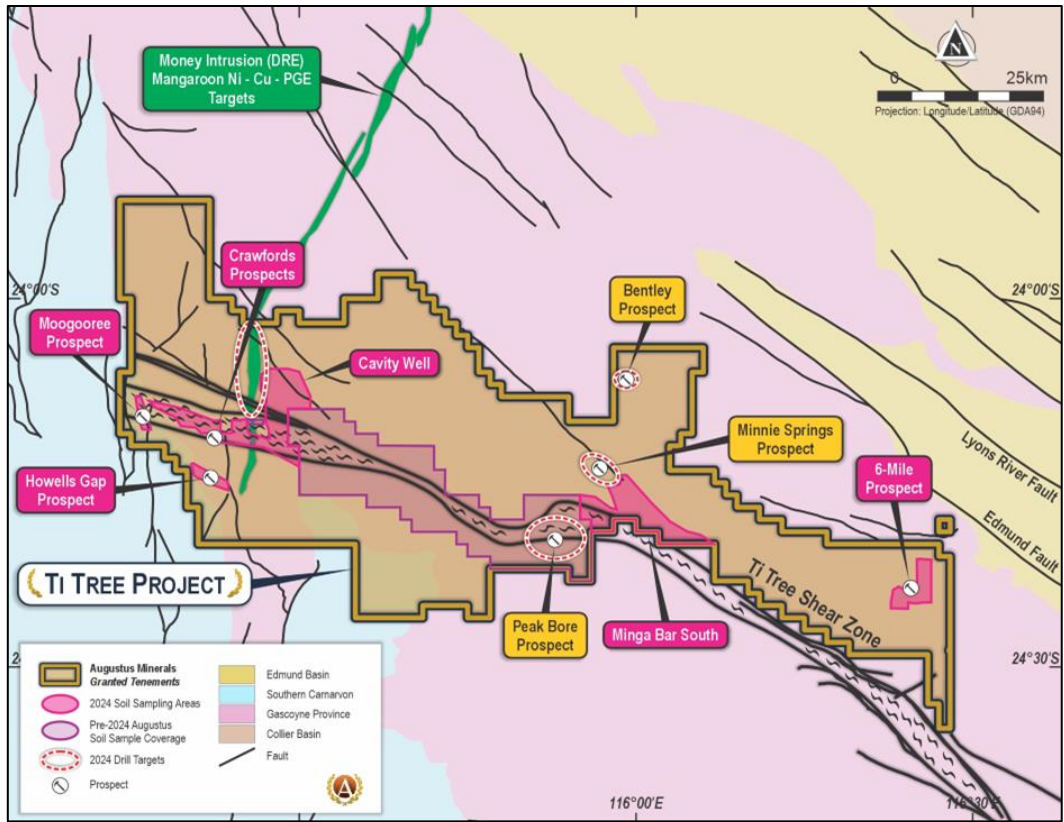 Money Intrusion (DRE)
Mangaroon Ni - Cu - PGE
Targets
N
0 25km
Projection: Longitude/Latitude (GDA94)
Crawfords
Prospects
24°00'S
24°00'S
Bentley
Prospect
Moogooree
Prospect
Cavity Well
Minnie Springs
Prospect
Lyons River Fault
6-Mile
Prospect
Howells Gap
Prospect
Edmund Fault
TI TREE PROJECT
Ti Tree Shear Zone
Peak Bore
Prospect
Minga Bar South
24°30'S
Augustus Minerals
Granted Tenements
2024 Soil Sampling Areas
Pre-2024 Augustus
Soil Sample Coverage
2024 Drill Targets
Prospect
Edmund Basin
Southern Carnarvon
Gascoyne Province
Collier Basin
Fault
A
116°00'E
116°30'E